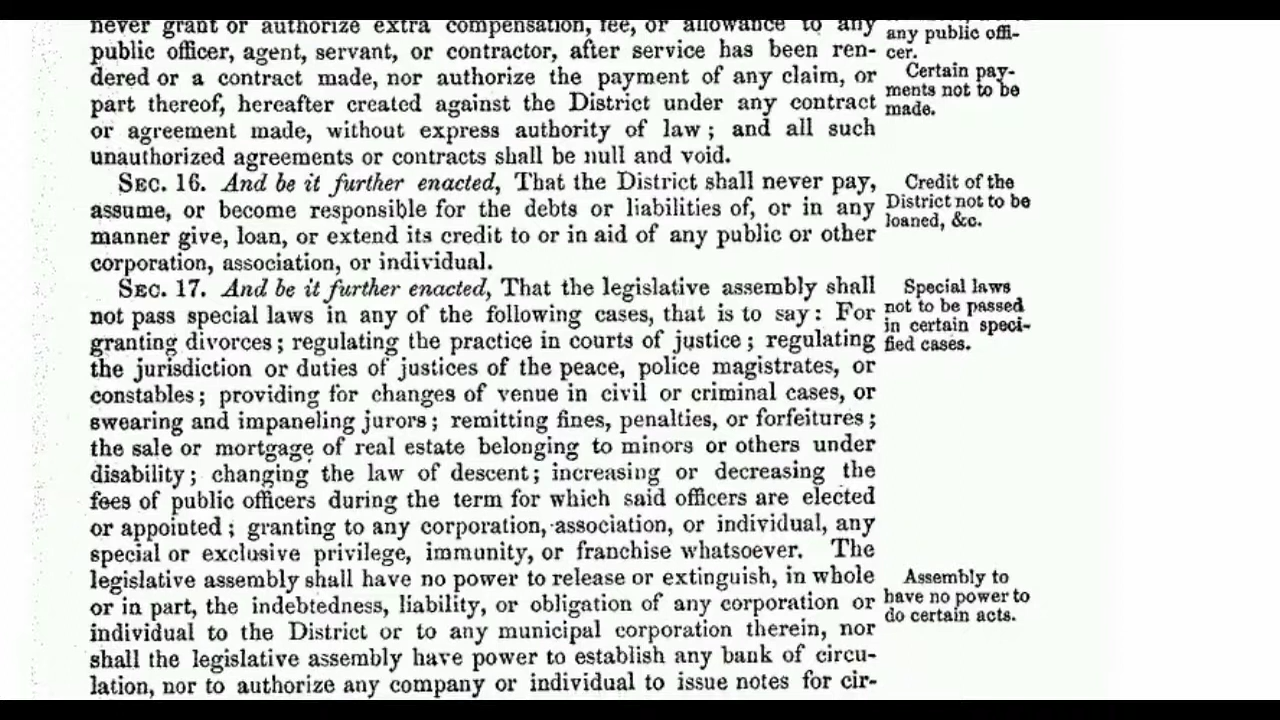 never grant or authorize extra compensation, fee, or allowance to any
public officer, agent, servant, or contractor, after service has been ren-
dered or a contract made, nor authorize the payment of any claim, or
part thereof, hereafter created against the District under any contract
or agreement made, without express authority of law; and all such
unauthorized agreements or contracts shall be null and void.
any public offi-
cer.
Certain pay-
ments not to be
made.
SEC. 16. And be it further enacted, That the District shall never pay,
assume, or become responsible for the debts or liabilities of, or in any
manner give, loan, or extend its credit to or in aid of any public or other
corporation, association, or individual.
Credit of the
District not to be
loaned, &c.
SEC. 17. And be it further enacted, That the legislative assembly shall
not pass special laws in any of the following cases, that is to say: For
granting divorces; regulating the practice in courts of justice; regulating
the jurisdiction or duties of justices of the peace, police magistrates, or
constables; providing for changes of venue in civil or criminal cases, or
swearing and impaneling jurors; remitting fines, penalties, or forfeitures;
the sale or mortgage of real estate belonging to minors or others under
disability; changing the law of descent; increasing or decreasing the
fees of public officers during the term for which said officers are elected
or appointed; granting to any corporation, association, or individual, any
special or exclusive privilege, immunity, or franchise whatsoever. The
legislative assembly shall have no power to release or extinguish, in whole
or in part, the indebtedness, liability, or obligation of any corporation or
individual to the District or to any municipal corporation therein, nor
shall the legislative assembly have power to establish any bank of circu-
lation, nor to authorize any company or individual to issue notes for cir-
Special laws
not to be passed
in certain speci-
fied cases.
Assembly to
have no power to
do certain acts.